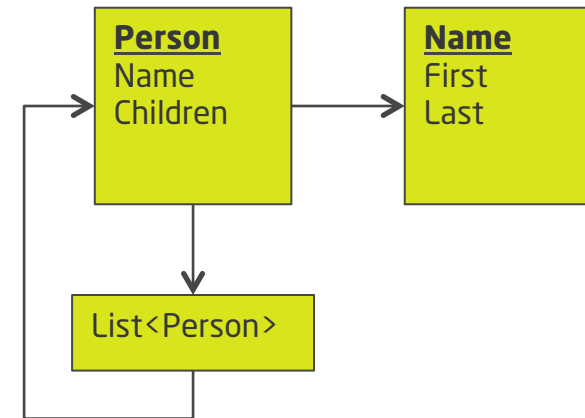 Person
Name
Children
Name
First
Last
List<Person>